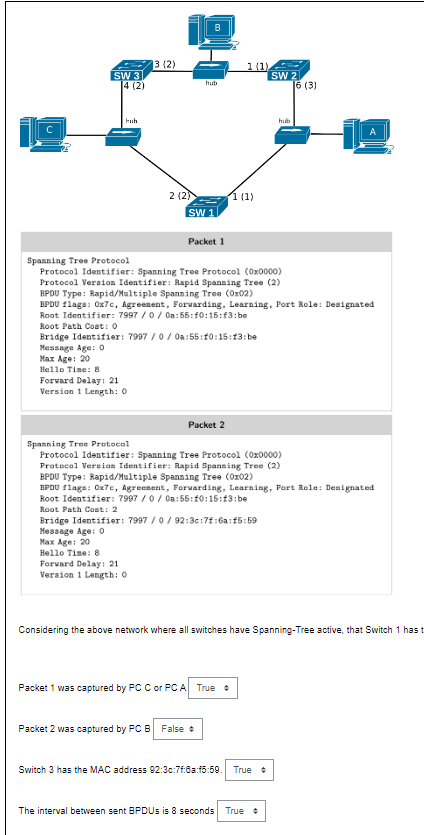 B
3 (2)
1 (1)
SW 3
SW 2
4 (2)
hub
6 (3)
hub
hub
C
A
2 (2)
1 (1)
SW 1
Packet 1
Spanning Tree Protocol
Protocol Identifier: Spanning Tree Protocol (0x0000)
Protocol Version Identifier: Rapid Spanning Tree (2)
BPDU Type: Rapid/Multiple Spanning Tree (0x02)
BPDU flags: 0x7c, Agreement, Forwarding, Learning, Port Role: Designated
Root Identifier: 7997 / 0 / 0a:55:f0:15:f3:be
Root Path Cost: 0
Bridge Identifier: 7997 / 0 / 0a:55:f0:15:f3:be
Message Age: 0
Max Age: 20
Hello Time: 8
Forward Delay: 21
Version 1 Length: 0
Packet 2
Spanning Tree Protocol
Protocol Identifier: Spanning Tree Protocol (0x0000)
Protocol Version Identifier: Rapid Spanning Tree (2)
BPDU Type: Rapid/Multiple Spanning Tree (0x02)
BPDU flags: 0x7c, Agreement, Forwarding, Learning, Port Role: Designated
Root Identifier: 7997 / 0 / 0a:55:f0:15:f3:be
Root Path Cost: 2
Bridge Identifier: 7997 / 0 / 92:3c:7f:6a:f5:59
Message Age: 0
Max Age: 20
Hello Time: 8
Forward Delay: 21
Version 1 Length: 0
Considering the above network where all switches have Spanning-Tree active, that Switch 1 has t
Packet 1 was captured by PC C or PC A True
Packet 2 was captured by PC B False
Switch 3 has the MAC address 92:3c:7f:6a:f5:59. True
The interval between sent BPDUs is 8 seconds True